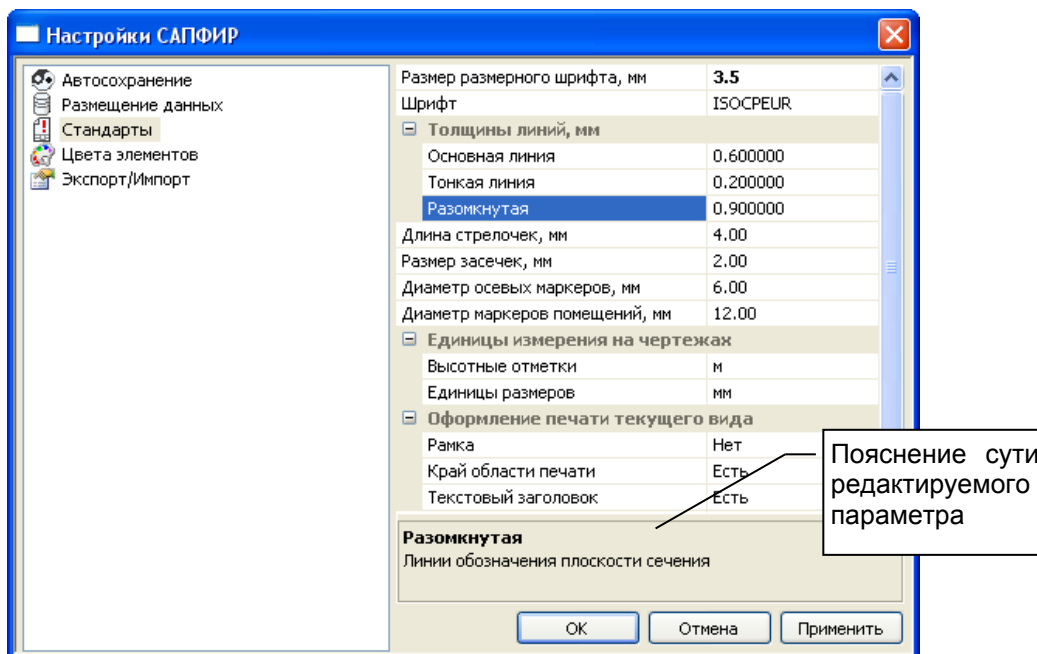 Настройки САПФИР
Автосохранение
Размещение данных
Стандарты
Цвета элементов
Экспорт/Импорт
Размер размерного шрифта, мм 3.5
Шрифт ISOCPEUR
Толщины линий, мм
Основная линия 0.600000
Тонкая линия 0.200000
Разомкнутая 0.900000
Длина стрелочек, мм 4.00
Размер засечек, мм 2.00
Диаметр осевых маркеров, мм 6.00
Диаметр маркеров помещений, мм 12.00
Единицы измерения на чертежах
Высотные отметки м
Единицы размеров мм
Оформление печати текущего вида
Рамка Нет
Край области печати Есть
Текстовый заголовок Есть
Пояснение сути
редактируемого
параметра
Разомкнутая
Линии обозначения плоскости сечения
ОК Отмена Применить